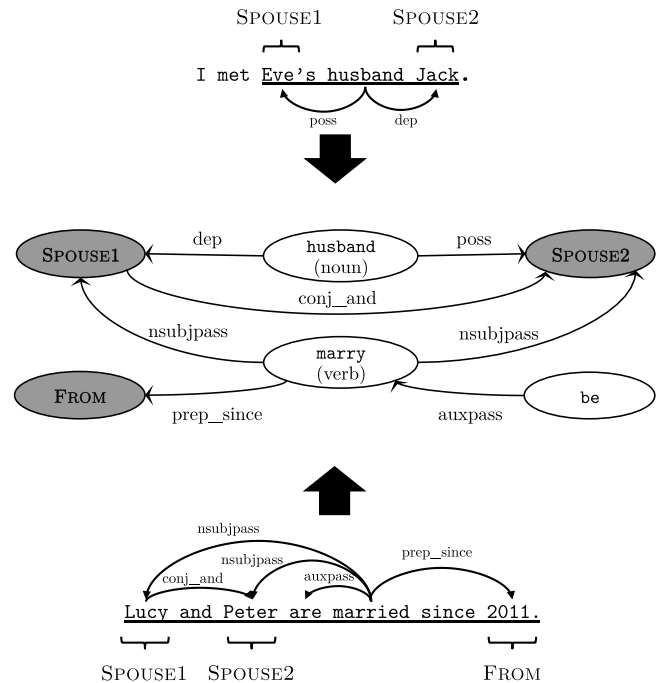 SPOUSE1 SPOUSE2
I met Eve's husband Jack.
poss dep
dep husband poss
SPOUSE1 (noun) SPOUSE2
conj_and
nsubjpass marry nsubjpass
(verb)
FROM be
prep_since auxpass
nsubjpass
nsubjpass prep_since
conj_and auxpass
Lucy and Peter are married since 2011.
SPOUSE1 SPOUSE2 FROM